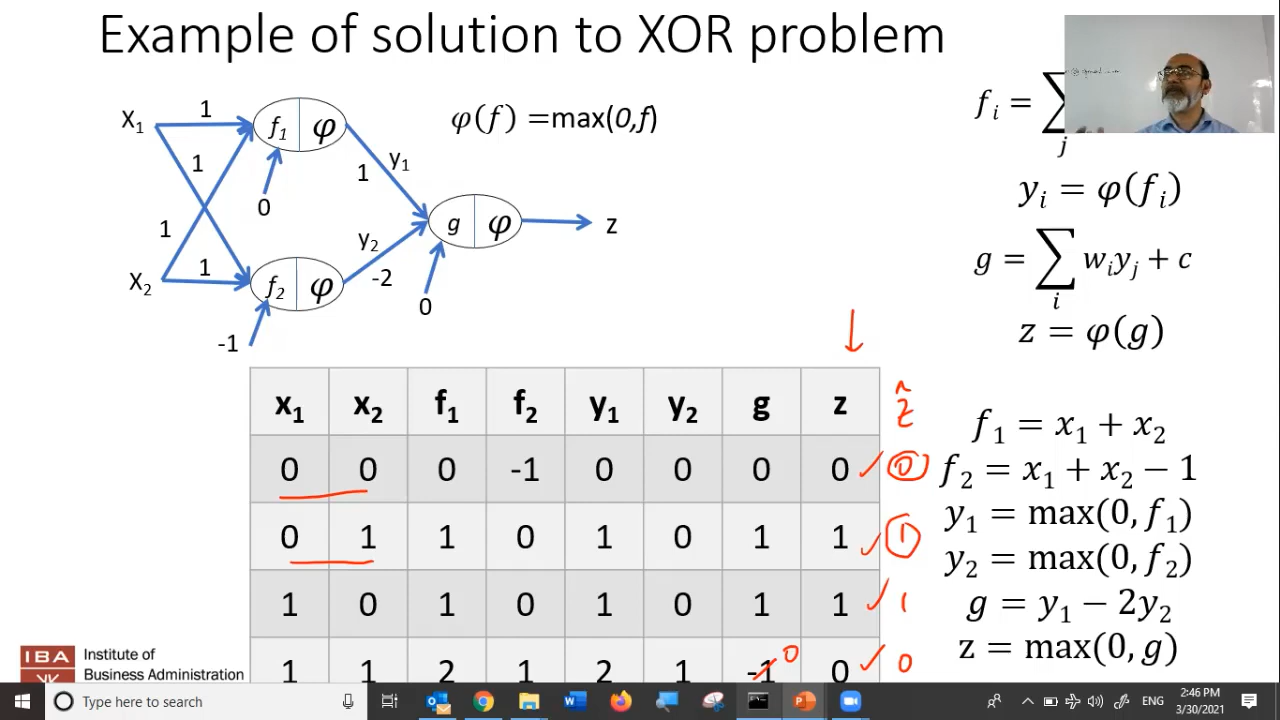 Example of solution to XOR problem
X1 1 f1 φ φ(f) =max(0,f)
1 y1
1 0
1 g φ z
y2
X2 1 f2 φ -2
0
-1
fi = ∑
j
yi = φ(fi)
g = ∑ wiyj + c
i
z = φ(g)
x1 x2 f1 f2 y1 y2 g z ẑ
0 0 0 -1 0 0 0 0 0
0 1 1 0 1 0 1 1 1
1 0 1 0 1 0 1 1 1
1 1 2 1 2 1 -1 0 0 0
f1 = x1 + x2
f2 = x1 + x2 − 1
y1 = max(0, f1)
y2 = max(0, f2)
g = y1 − 2y2
z = max(0, g)
IBA
Institute of
Business Administration
Type here to search
ENG
2:46 PM
3/30/2021